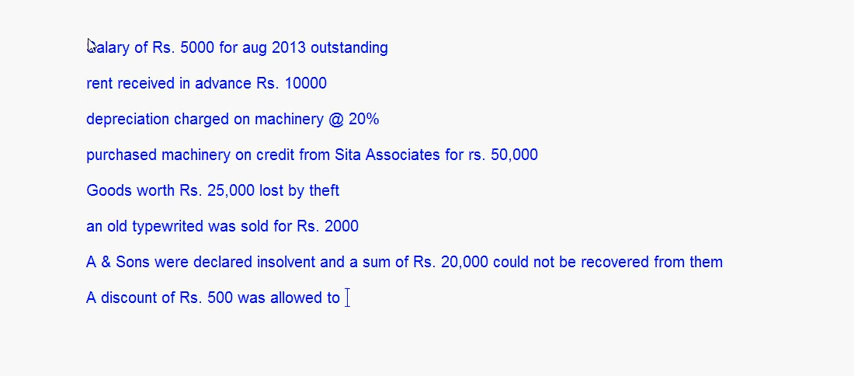 Salary of Rs. 5000 for aug 2013 outstanding
rent received in advance Rs. 10000
depreciation charged on machinery @ 20%
purchased machinery on credit from Sita Associates for rs. 50,000
Goods worth Rs. 25,000 lost by theft
an old typewrited was sold for Rs. 2000
A & Sons were declared insolvent and a sum of Rs. 20,000 could not be recovered from them
A discount of Rs. 500 was allowed to